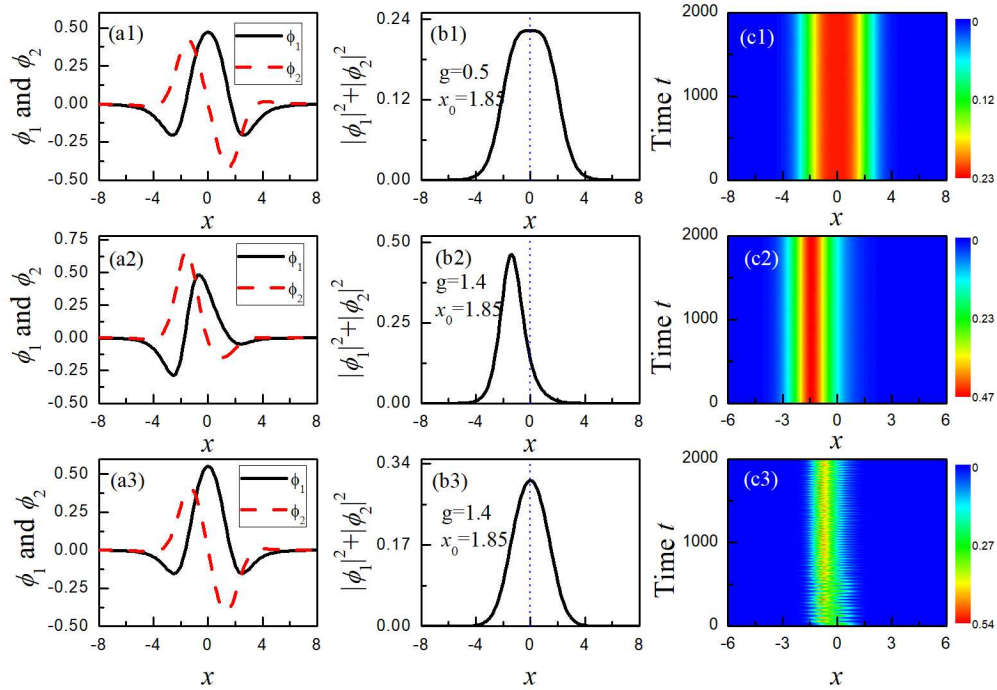 (a1)
ϕ1
ϕ2
ϕ1 and ϕ2
0.50
0.25
0.00
-0.25
-0.50
-8 -4 0 4 8
x
(b1)
g=0.5
x0=1.85
|ϕ1|²+|ϕ2|²
0.24
0.12
0.00
-8 -4 0 4 8
x
(c1)
Time t
2000
1000
0
-8 -4 0 4 8
x
0
0.12
0.23
(a2)
ϕ1
ϕ2
ϕ1 and ϕ2
0.75
0.50
0.25
0.00
-0.25
-0.50
-8 -4 0 4 8
x
(b2)
g=1.4
x0=1.85
|ϕ1|²+|ϕ2|²
0.50
0.25
0.00
-8 -4 0 4 8
x
(c2)
Time t
2000
1000
0
-6 -3 0 3 6
x
0
0.23
0.47
(a3)
ϕ1
ϕ2
ϕ1 and ϕ2
0.50
0.25
0.00
-0.25
-0.50
-8 -4 0 4 8
x
(b3)
g=1.4
x0=1.85
|ϕ1|²+|ϕ2|²
0.34
0.17
0.00
-8 -4 0 4 8
x
(c3)
Time t
2000
1000
0
-6 -3 0 3 6
x
0
0.27
0.54